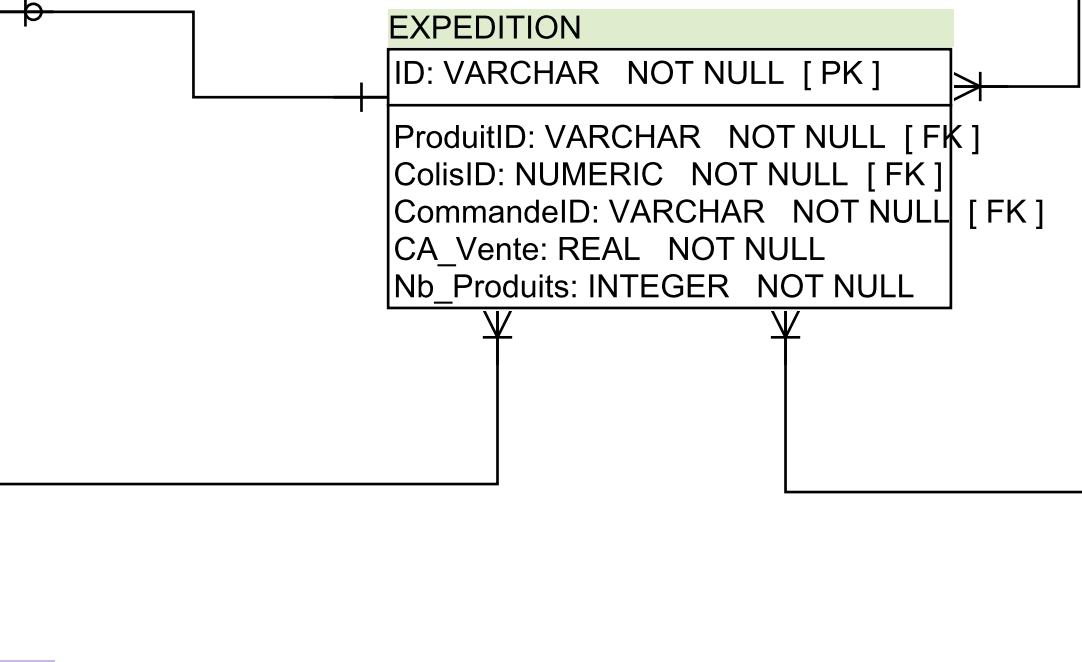 EXPEDITION
ID: VARCHAR NOT NULL [ PK ]
ProduitID: VARCHAR NOT NULL [ FK ]
ColisID: NUMERIC NOT NULL [ FK ]
CommandeID: VARCHAR NOT NULL [ FK ]
CA_Vente: REAL NOT NULL
Nb_Produits: INTEGER NOT NULL